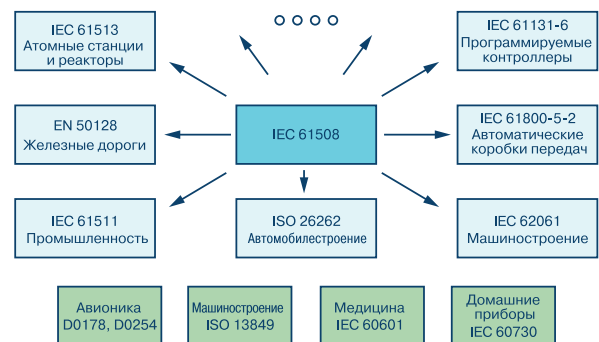 IEC 61513
Атомные станции
и реакторы
IEC 61131-6
Программируемые
контроллеры
EN 50128
Железные дороги
IEC 61508
IEC 61800-5-2
Автоматические
коробки передач
IEC 61511
Промышленность
ISO 26262
Автомобилестроение
IEC 62061
Машиностроение
Авионика
D0178, D0254
Машиностроение
ISO 13849
Медицина
IEC 60601
Домашние
приборы
IEC 60730